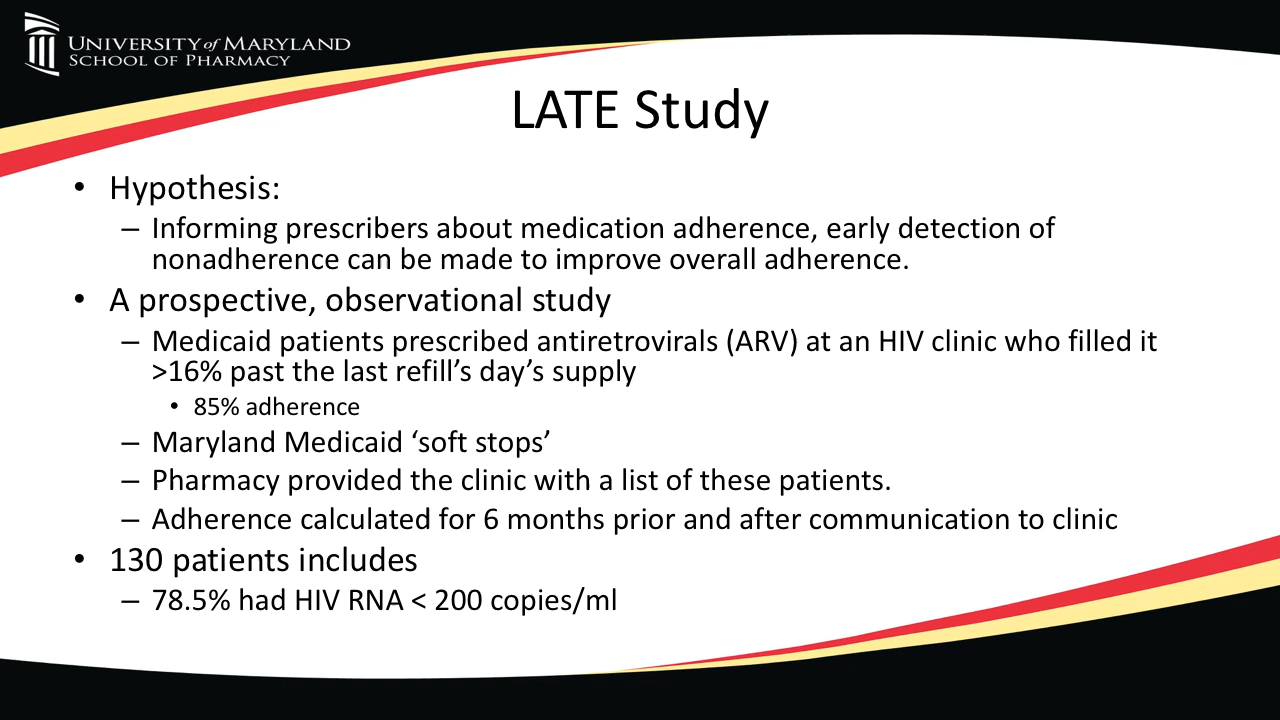 UNIVERSITY of MARYLAND
SCHOOL OF PHARMACY
LATE Study
• Hypothesis:
– Informing prescribers about medication adherence, early detection of
nonadherence can be made to improve overall adherence.
• A prospective, observational study
– Medicaid patients prescribed antiretrovirals (ARV) at an HIV clinic who filled it
>16% past the last refill’s day’s supply
• 85% adherence
– Maryland Medicaid ‘soft stops’
– Pharmacy provided the clinic with a list of these patients.
– Adherence calculated for 6 months prior and after communication to clinic
• 130 patients includes
– 78.5% had HIV RNA < 200 copies/ml